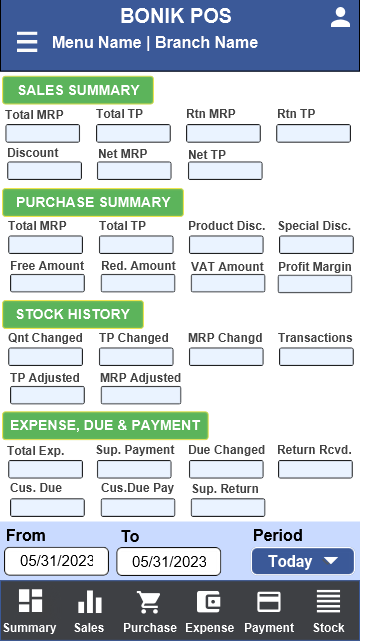 BONIK POS
Menu Name | Branch Name
SALES SUMMARY
Total MRP Total TP Rtn MRP Rtn TP
Discount Net MRP Net TP
PURCHASE SUMMARY
Total MRP Total TP Product Disc. Special Disc.
Free Amount Red. Amount VAT Amount Profit Margin
STOCK HISTORY
Qnt Changed TP Changed MRP Changd Transactions
TP Adjusted MRP Adjusted
EXPENSE, DUE & PAYMENT
Total Exp. Sup. Payment Due Changed Return Rcvd.
Cus. Due Cus.Due Pay Sup. Return
From To Period
05/31/2023 05/31/2023 Today
Summary Sales Purchase Expense Payment Stock